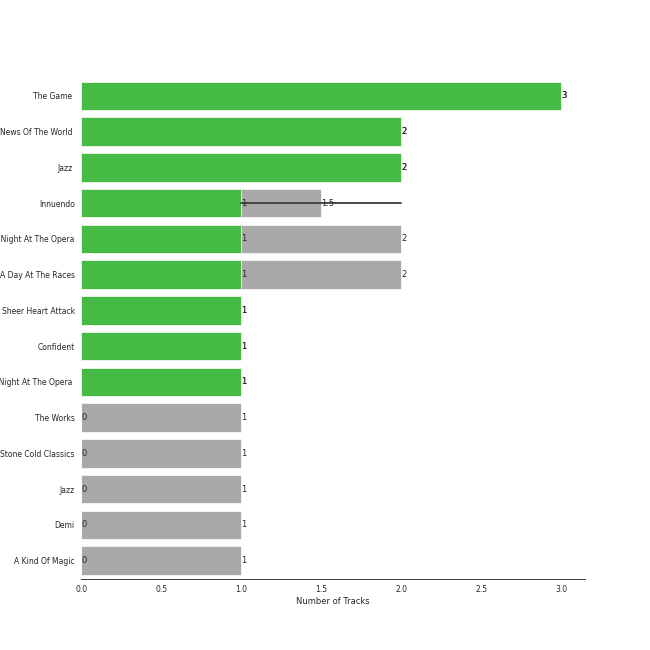 The Game 3
News Of The World 2
Jazz 2
Innuendo 1 1.5
Night At The Opera 1 2
A Day At The Races 1 2
Sheer Heart Attack 1
Confident 1
Night At The Opera 1
The Works 0 1
Stone Cold Classics 0 1
Jazz 0 1
Demi 0 1
A Kind Of Magic 0 1
0.0 0.5 1.0 1.5 2.0 2.5 3.0
Number of Tracks